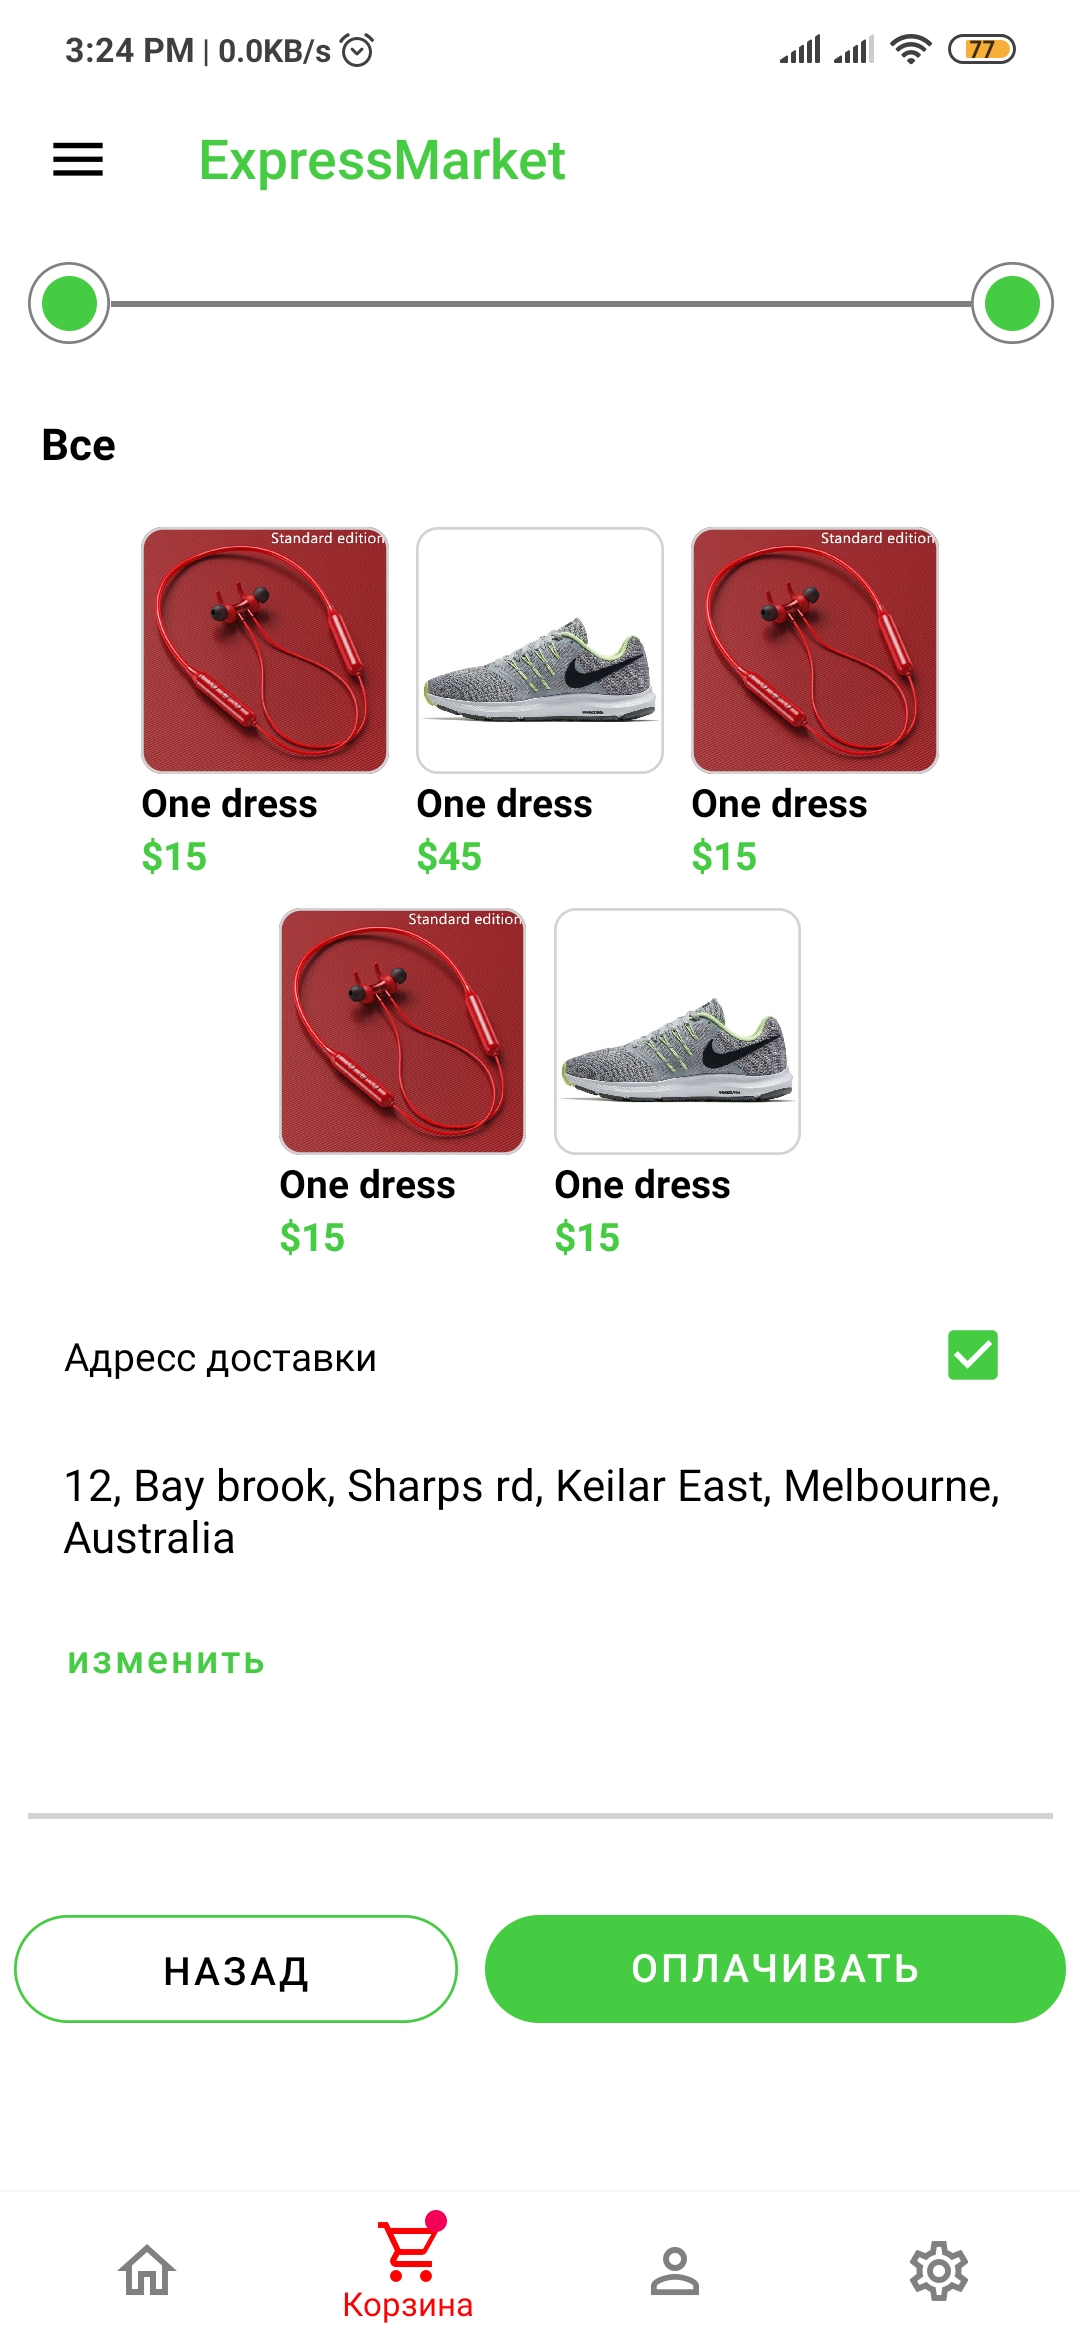 3:24 PM | 0.0KB/s
77
ExpressMarket
Все
Standard edition
Standard edition
One dress
One dress
One dress
$15
$45
$15
Standard edition
One dress
One dress
$15
$15
Адресс доставки
12, Bay brook, Sharps rd, Keilar East, Melbourne,
Australia
изменить
НАЗАД
ОПЛАЧИВАТЬ
Корзина